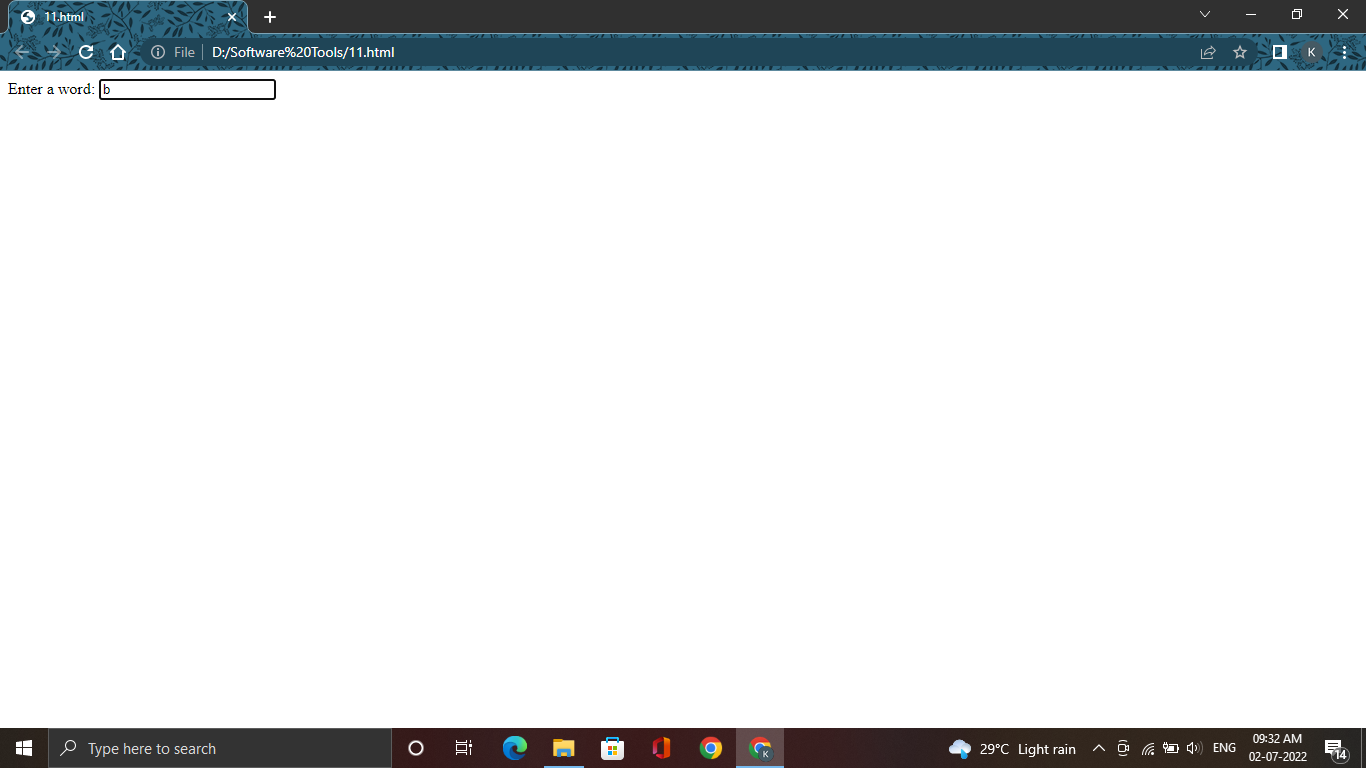 11.html
File D:/Software%20Tools/11.html
K
Enter a word: b
Type here to search
K
29°C Light rain
ENG
09:32 AM
02-07-2022
14